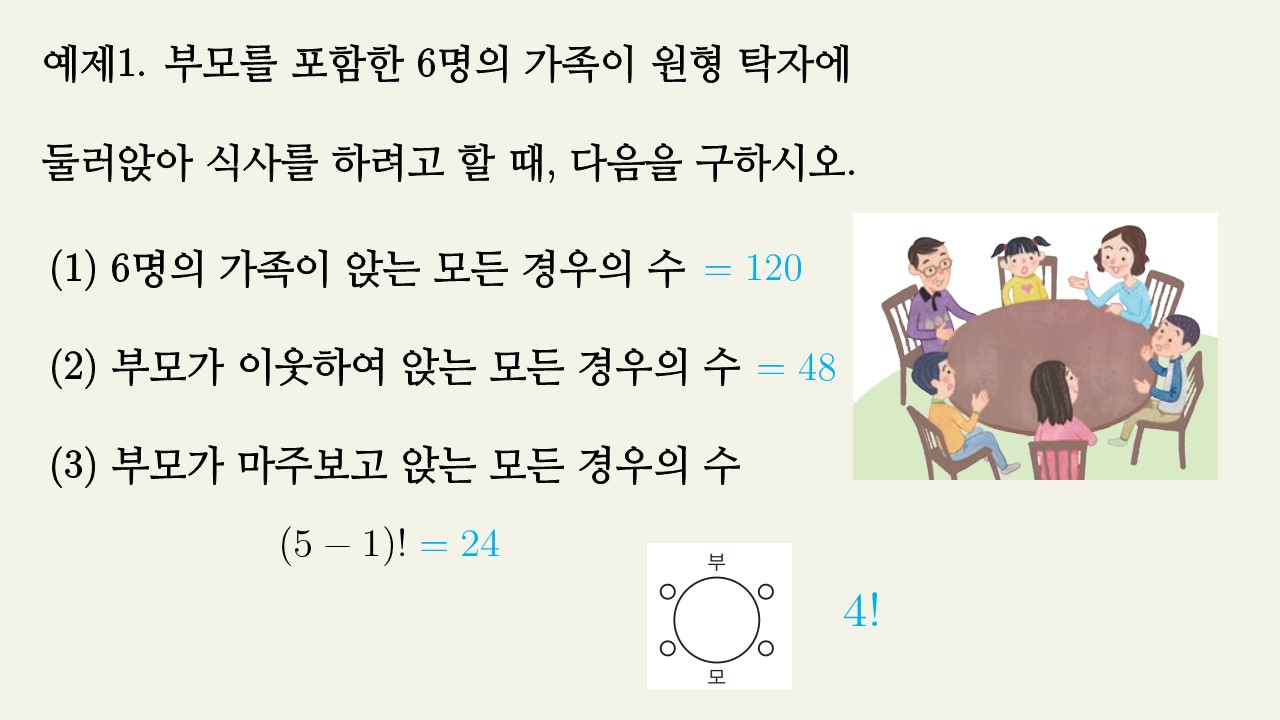 예제1. 부모를 포함한 6명의 가족이 원형 탁자에
둘러앉아 식사를 하려고 할 때, 다음을 구하시오.
(1) 6명의 가족이 앉는 모든 경우의 수 = 120
(2) 부모가 이웃하여 앉는 모든 경우의 수 = 48
(3) 부모가 마주보고 앉는 모든 경우의 수
(5 − 1)! = 24
부
4!
모